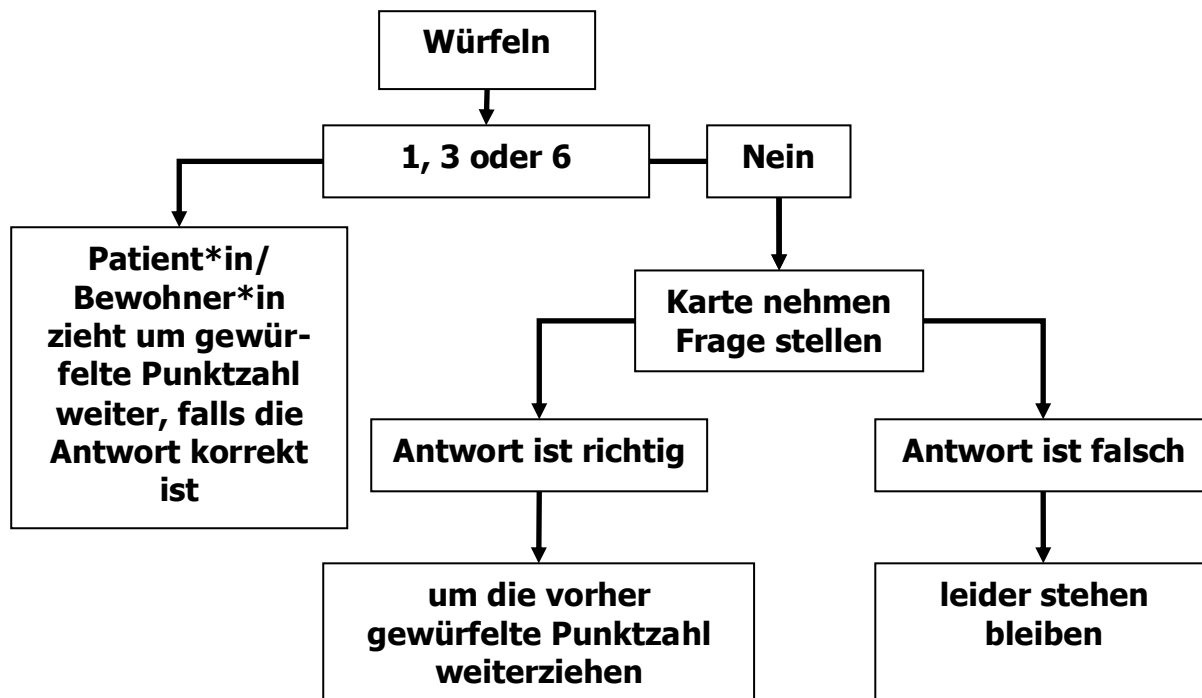 Würfeln
1, 3 oder 6
Nein
Patient*in/
Bewohner*in
zieht um gewür-
felte Punktzahl
weiter, falls die
Antwort korrekt
ist
Karte nehmen
Frage stellen
Antwort ist richtig
Antwort ist falsch
um die vorher
gewürfelte Punktzahl
weiterziehen
leider stehen
bleiben